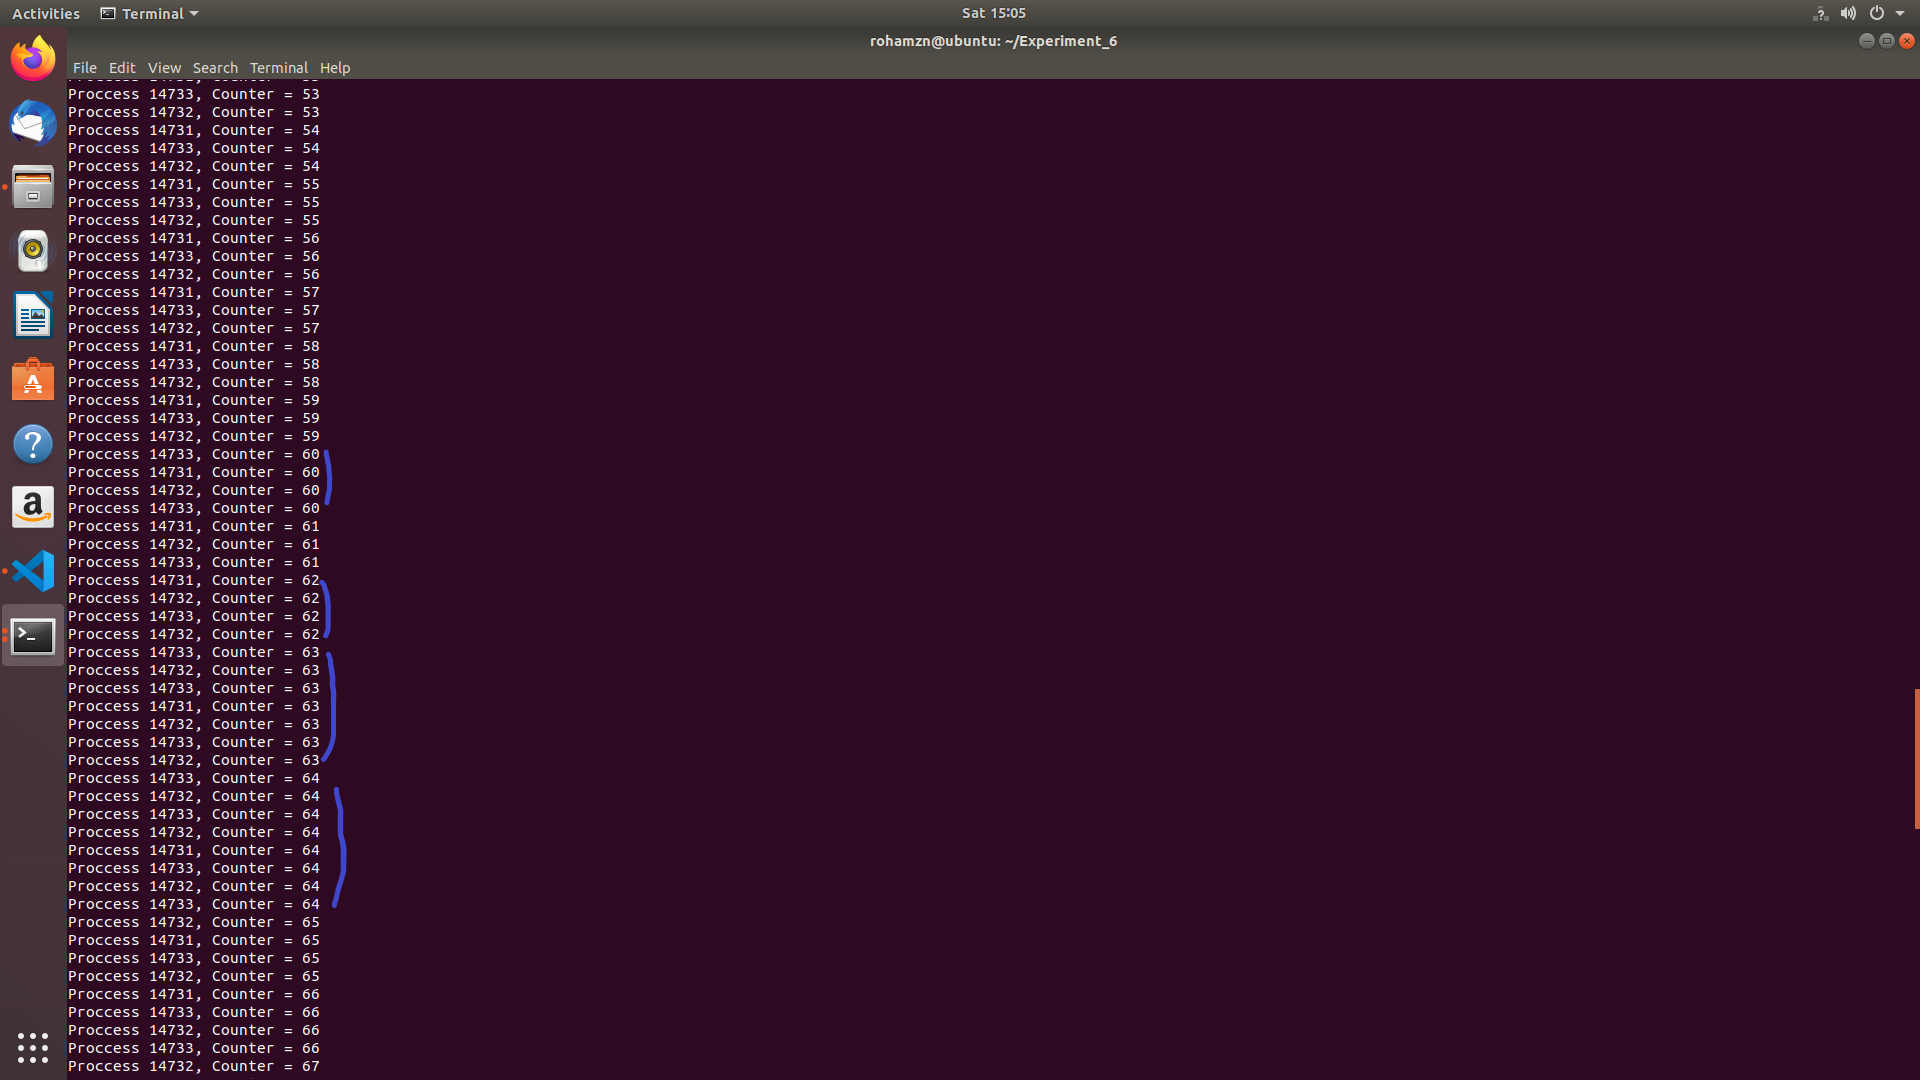 Activities
Terminal
Sat 15:05
rohamzn@ubuntu: ~/Experiment_6
File Edit View Search Terminal Help
Proccess 14733, Counter = 53
Proccess 14732, Counter = 53
Proccess 14731, Counter = 54
Proccess 14733, Counter = 54
Proccess 14732, Counter = 54
Proccess 14731, Counter = 55
Proccess 14733, Counter = 55
Proccess 14732, Counter = 55
Proccess 14731, Counter = 56
Proccess 14733, Counter = 56
Proccess 14732, Counter = 56
Proccess 14731, Counter = 57
Proccess 14733, Counter = 57
Proccess 14732, Counter = 57
Proccess 14731, Counter = 58
Proccess 14733, Counter = 58
Proccess 14732, Counter = 58
Proccess 14731, Counter = 59
Proccess 14733, Counter = 59
Proccess 14732, Counter = 59
Proccess 14733, Counter = 60
Proccess 14731, Counter = 60
Proccess 14732, Counter = 60
Proccess 14733, Counter = 60
Proccess 14731, Counter = 61
Proccess 14732, Counter = 61
Proccess 14733, Counter = 61
Proccess 14731, Counter = 62
Proccess 14732, Counter = 62
Proccess 14733, Counter = 62
Proccess 14732, Counter = 62
Proccess 14733, Counter = 63
Proccess 14732, Counter = 63
Proccess 14733, Counter = 63
Proccess 14731, Counter = 63
Proccess 14732, Counter = 63
Proccess 14733, Counter = 63
Proccess 14732, Counter = 63
Proccess 14733, Counter = 64
Proccess 14732, Counter = 64
Proccess 14733, Counter = 64
Proccess 14732, Counter = 64
Proccess 14731, Counter = 64
Proccess 14733, Counter = 64
Proccess 14732, Counter = 64
Proccess 14733, Counter = 64
Proccess 14732, Counter = 65
Proccess 14731, Counter = 65
Proccess 14733, Counter = 65
Proccess 14732, Counter = 65
Proccess 14731, Counter = 66
Proccess 14733, Counter = 66
Proccess 14732, Counter = 66
Proccess 14733, Counter = 66
Proccess 14732, Counter = 67